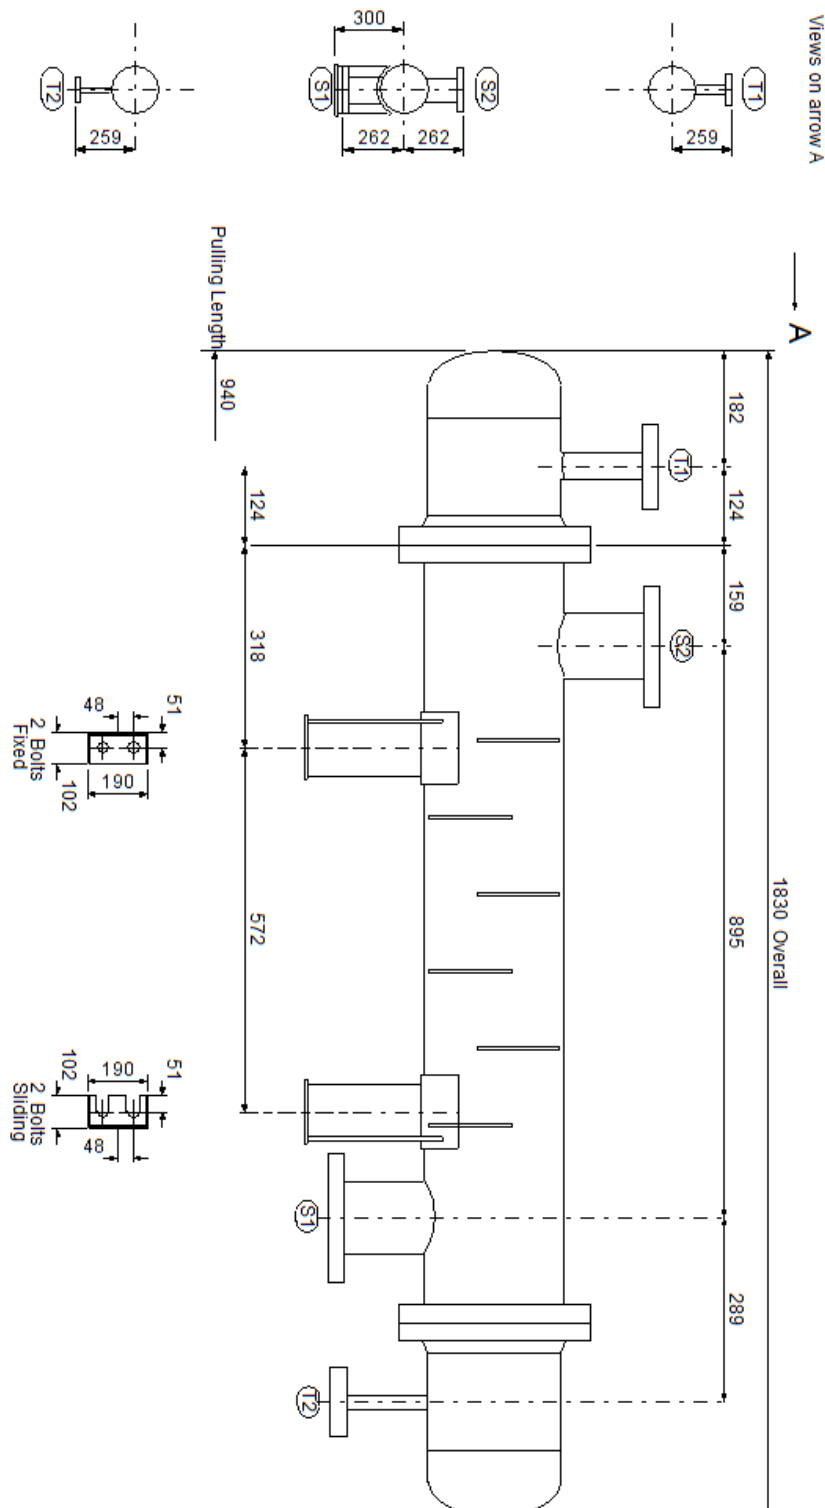 Views on arrow A
T1
259
S2
S1
300
262
262
T2
259
A
Pulling Length
940
1830 Overall
182
124
159
895
289
T1
S2
124
318
572
S1
T2
51
48
190
102
2 Bolts
Fixed
51
48
190
102
2 Bolts
Sliding